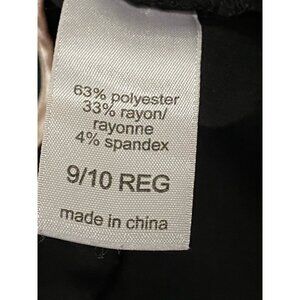 63% polyester
33% rayon/
rayonne
4% spandex
9/10 REG
made in china